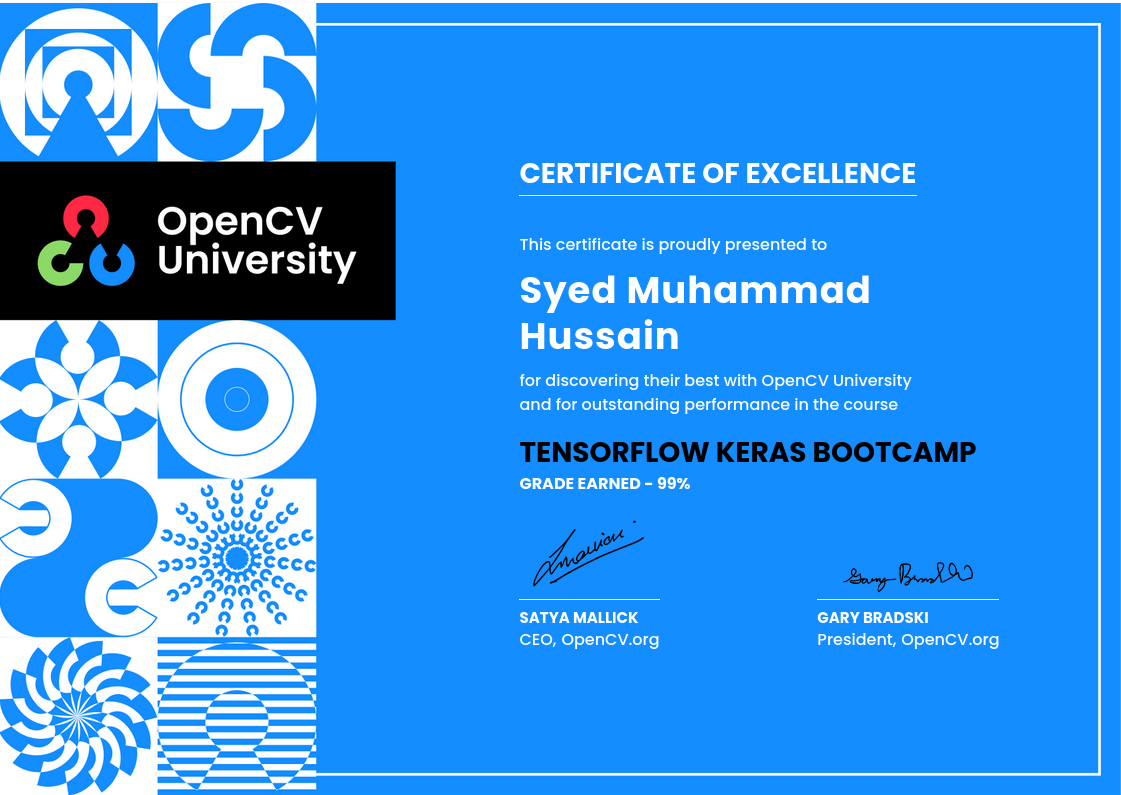 OpenCV
University
CERTIFICATE OF EXCELLENCE
This certificate is proudly presented to
Syed Muhammad
Hussain
for discovering their best with OpenCV University
and for outstanding performance in the course
TENSORFLOW KERAS BOOTCAMP
GRADE EARNED - 99%
Gary Bradski
SATYA MALLICK
CEO, OpenCV.org
GARY BRADSKI
President, OpenCV.org